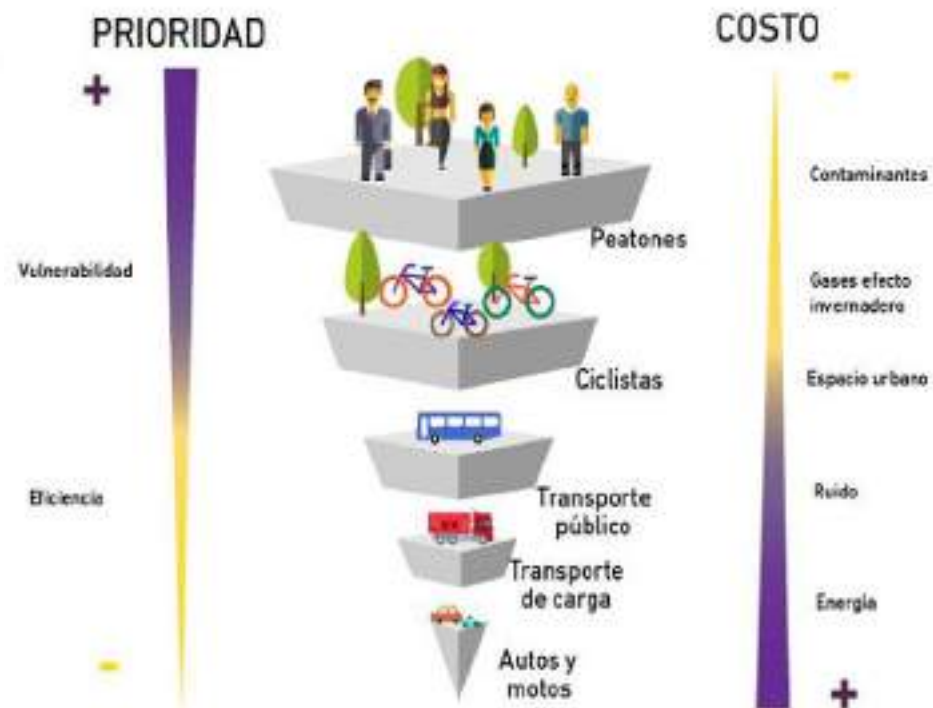 PRIORIDAD
COSTO
+
-
Contaminantes
Peatones
Vulnerabilidad
Gases efecto
invernadero
Ciclistas
Espacio urbano
Eficiencia
Transporte
público
Ruido
Transporte
de carga
Energía
Autos y
motos
-
+